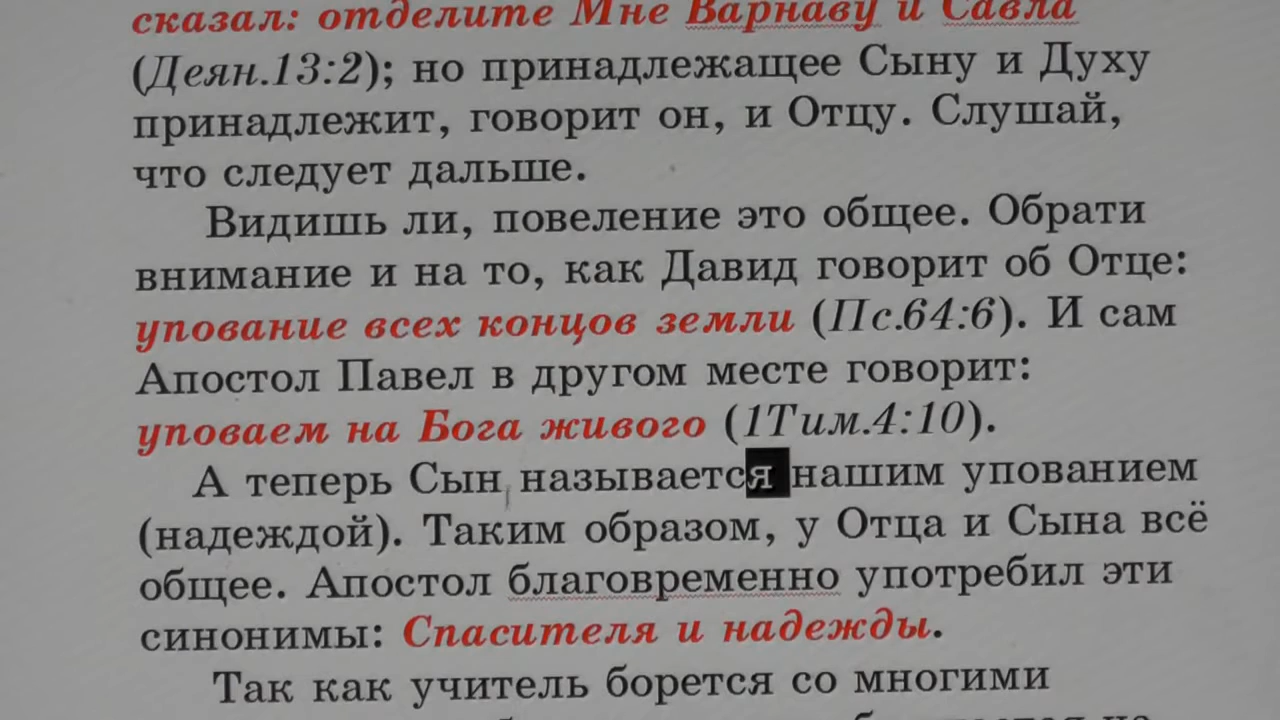 сказал: отделите Мне Варнаву и Савла
(Деян.13:2); но принадлежащее Сыну и Духу
принадлежит, говорит он, и Отцу. Слушай,
что следует дальше.
Видишь ли, повеление это общее. Обрати
внимание и на то, как Давид говорит об Отце:
упование всех концов земли (Пс.64:6). И сам
Апостол Павел в другом месте говорит:
уповаем на Бога живого (1Тим.4:10).
А теперь Сын называется нашим упованием
(надеждой). Таким образом, у Отца и Сына всё
общее. Апостол благовременно употребил эти
синонимы: Спасителя и надежды.
Так как учитель борется со многими